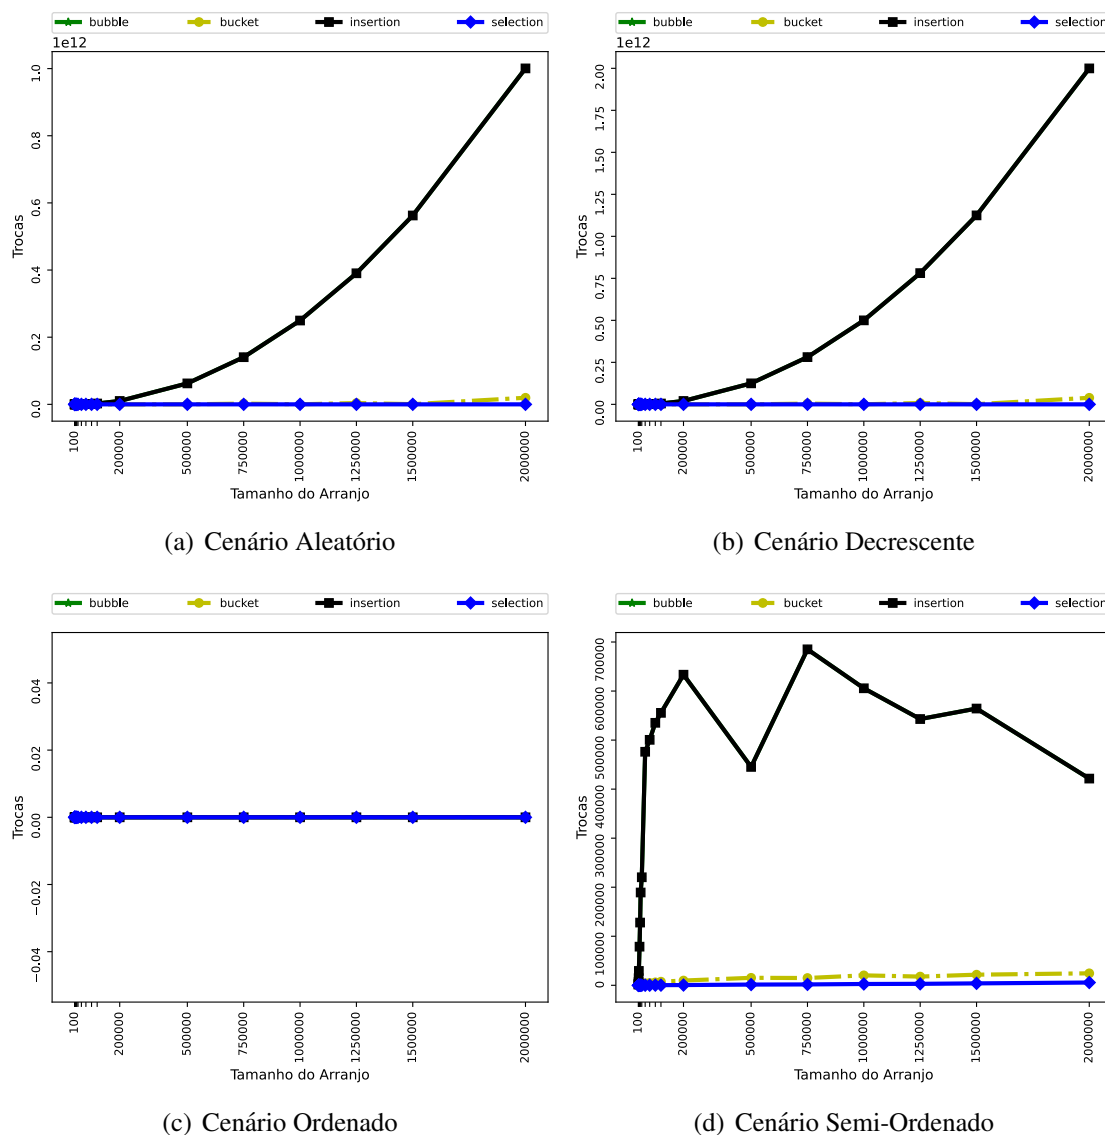 bubble bucket insertion selection
1e12
Trocas
1.0
0.8
0.6
0.4
0.2
0.0
100 200000 500000 750000 1000000 1250000 1500000 2000000
Tamanho do Arranjo
(a) Cenário Aleatório
bubble bucket insertion selection
1e12
Trocas
2.00
1.75
1.50
1.25
1.00
0.75
0.50
0.25
0.00
100 200000 500000 750000 1000000 1250000 1500000 2000000
Tamanho do Arranjo
(b) Cenário Decrescente
bubble bucket insertion selection
Trocas
0.04
0.02
0.00
−0.02
−0.04
100 200000 500000 750000 1000000 1250000 1500000 2000000
Tamanho do Arranjo
(c) Cenário Ordenado
bubble bucket insertion selection
Trocas
700000
600000
500000
400000
300000
200000
100000
0
100 200000 500000 750000 1000000 1250000 1500000 2000000
Tamanho do Arranjo
(d) Cenário Semi-Ordenado